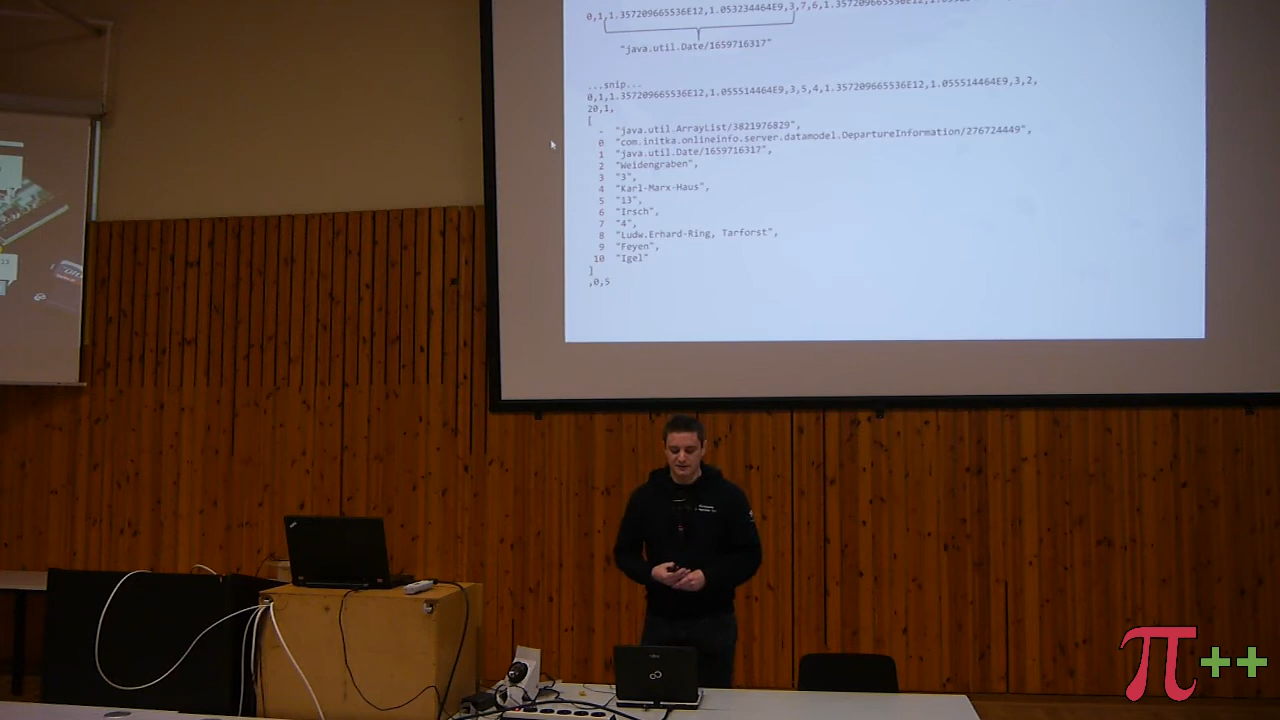 0,1,1.357209665536E12,1.053234464E9,3,7,6,1.357209665536E12,
"java.util.Date/1659716317"
...snip...
0,1,1.357209665536E12,1.055514464E9,3,5,4,1.357209665536E12,1.055514464E9,3,2,
20,1,
[
- "java.util.ArrayList/3821976829",
0 "com.initka.onlineinfo.server.datamodel.DepartureInformation/276724449",
1 "java.util.Date/1659716317",
2 "Weidengraben",
3 "3",
4 "Karl-Marx-Haus",
5 "13",
6 "Irsch",
7 "4",
8 "Ludw.Erhard-Ring, Tarforst",
9 "Feyen",
10 "Igel"
]
,0,5
13
π++